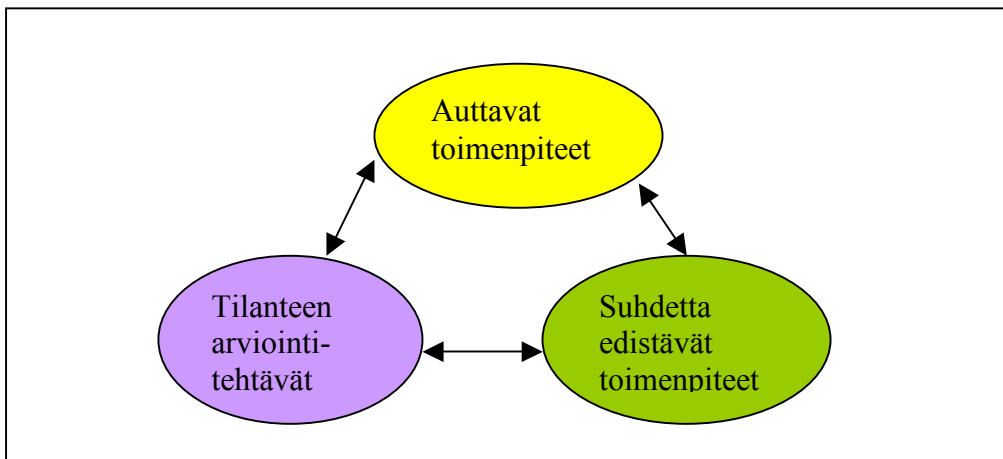 Auttavat
toimenpiteet
Tilanteen
arviointi-
tehtävät
Suhdetta
edistävät
toimenpiteet